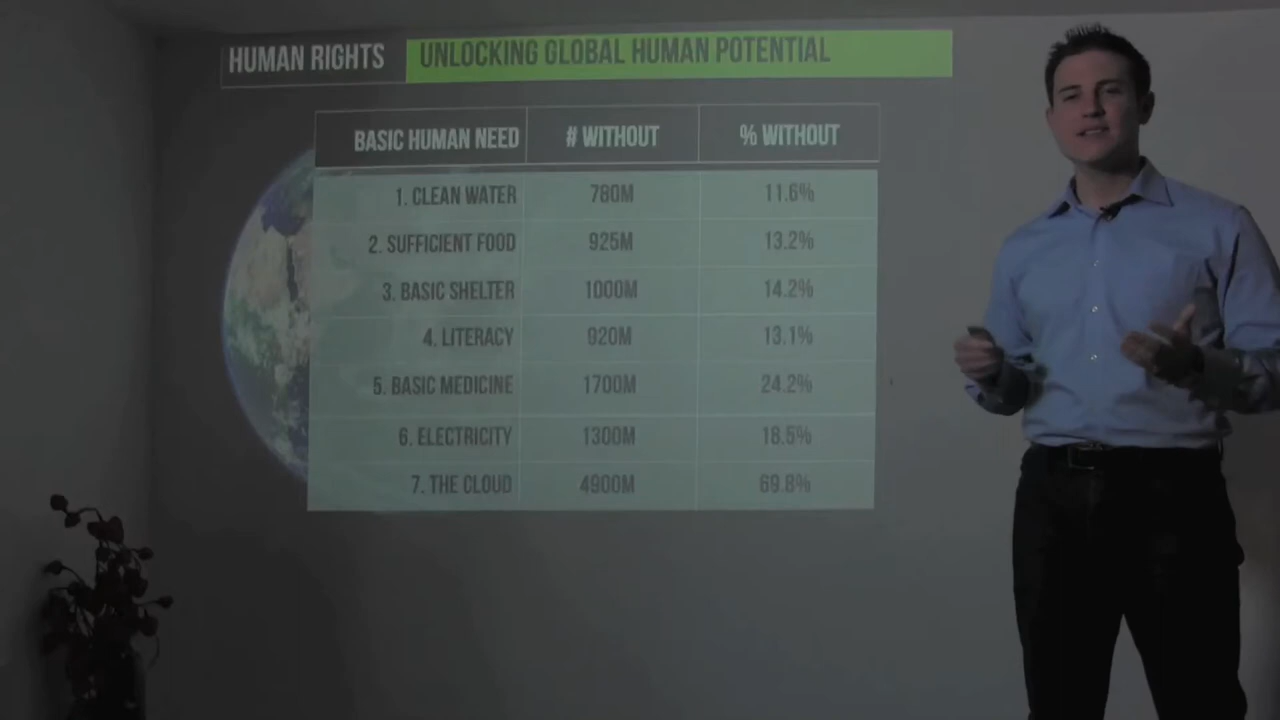 HUMAN RIGHTS UNLOCKING GLOBAL HUMAN POTENTIAL
BASIC HUMAN NEED # WITHOUT % WITHOUT
1. CLEAN WATER 780M 11.6%
2. SUFFICIENT FOOD 925M 13.2%
3. BASIC SHELTER 1000M 14.2%
4. LITERACY 920M 13.1%
5. BASIC MEDICINE 1700M 24.2%
6. ELECTRICITY 1300M 18.5%
7. THE CLOUD 4900M 69.8%